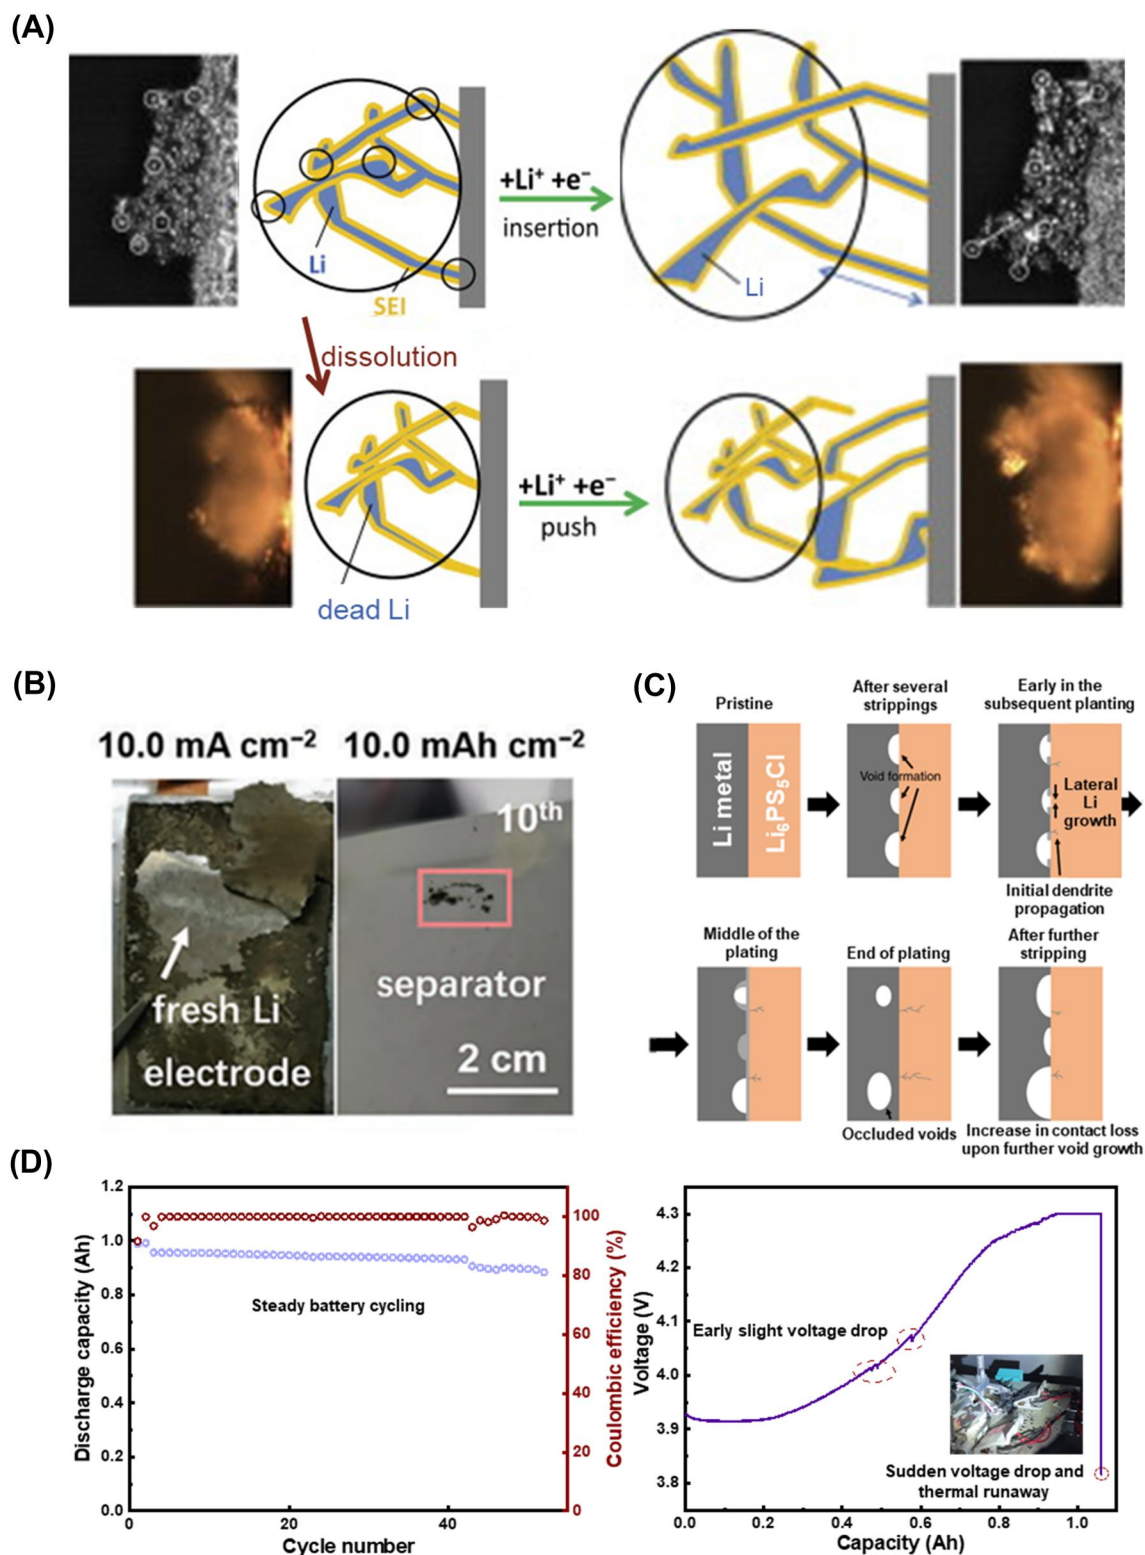 (A)
+Li⁺ +e⁻
insertion
Li
SEI
Li
dissolution
+Li⁺ +e⁻
push
dead Li
(B)
10.0 mA cm⁻²
10.0 mAh cm⁻²
10th
fresh Li
electrode
separator
2 cm
(C)
Pristine
After several
strippings
Early in the
subsequent planting
Li metal
Li₆PS₅Cl
Void formation
Lateral
Li
growth
Initial dendrite
propagation
Middle of the
plating
End of plating
After further
stripping
Occluded voids
Increase in contact loss
upon further void growth
(D)
1.2
1.0
0.8
0.6
0.4
0.2
0.0
Discharge capacity (Ah)
Steady battery cycling
100
80
60
40
20
0
Coulombic efficiency (%)
0
20
40
Cycle number
4.3
4.2
4.1
4.0
3.9
3.8
Voltage (V)
Early slight voltage drop
Sudden voltage drop and
thermal runaway
0.0
0.2
0.4
0.6
0.8
1.0
Capacity (Ah)